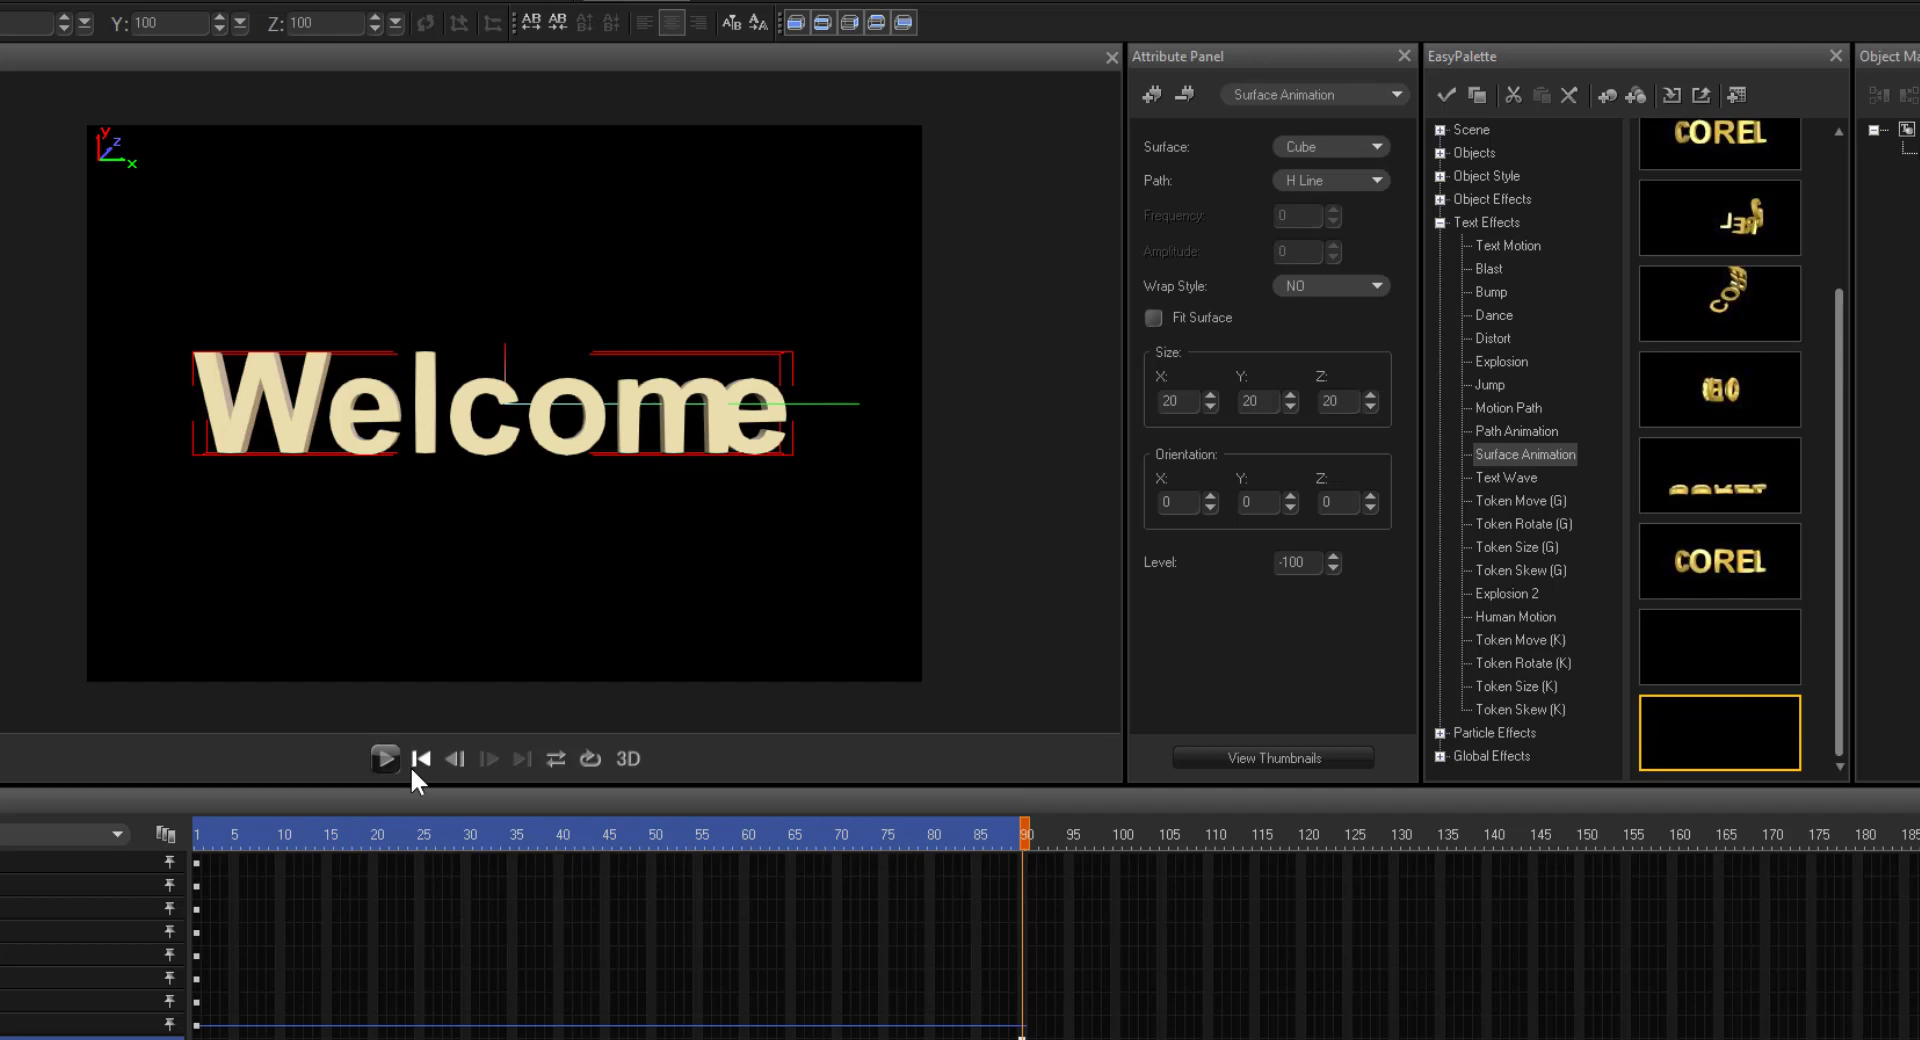 Y: 100 Z: 100 AB AB
Attribute Panel EasyPalette Object Ma
Surface Animation
y
z
x
Surface: Cube
Path: H Line
Frequency: 0
Amplitude: 0
Wrap Style: NO
Fit Surface
Size:
X: Y: Z:
20 20 20
Orientation:
X: Y: Z:
0 0 0
Level: -100
View Thumbnails
Welcome
Scene
Objects
Object Style
Object Effects
Text Effects
Text Motion
Blast
Bump
Dance
Distort
Explosion
Jump
Motion Path
Path Animation
Surface Animation
Text Wave
Token Move (G)
Token Rotate (G)
Token Size (G)
Token Skew (G)
Explosion 2
Human Motion
Token Move (K)
Token Rotate (K)
Token Size (K)
Token Skew (K)
Particle Effects
Global Effects
COREL
COREL
3D
1 5 10 15 20 25 30 35 40 45 50 55 60 65 70 75 80 85 90 95 100 105 110 115 120 125 130 135 140 145 150 155 160 165 170 175 180 185